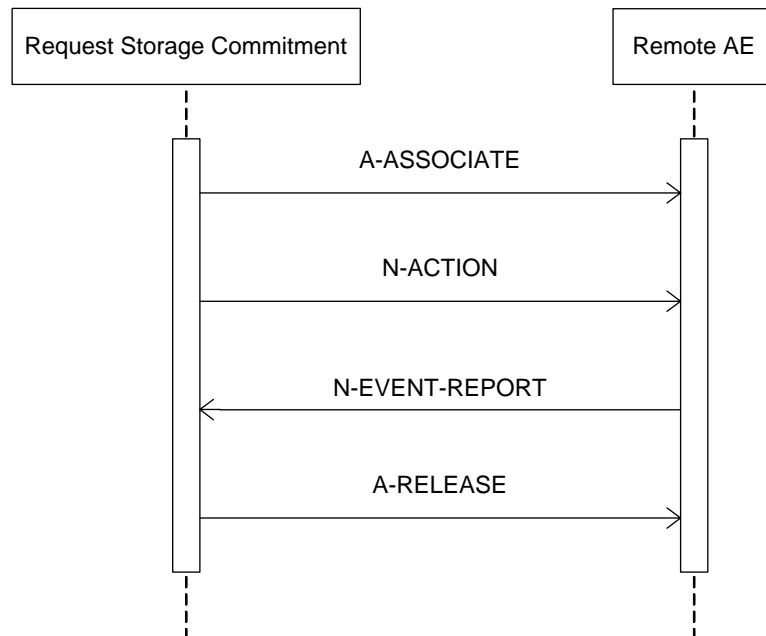 Request Storage Commitment
Remote AE
A-ASSOCIATE
N-ACTION
N-EVENT-REPORT
A-RELEASE